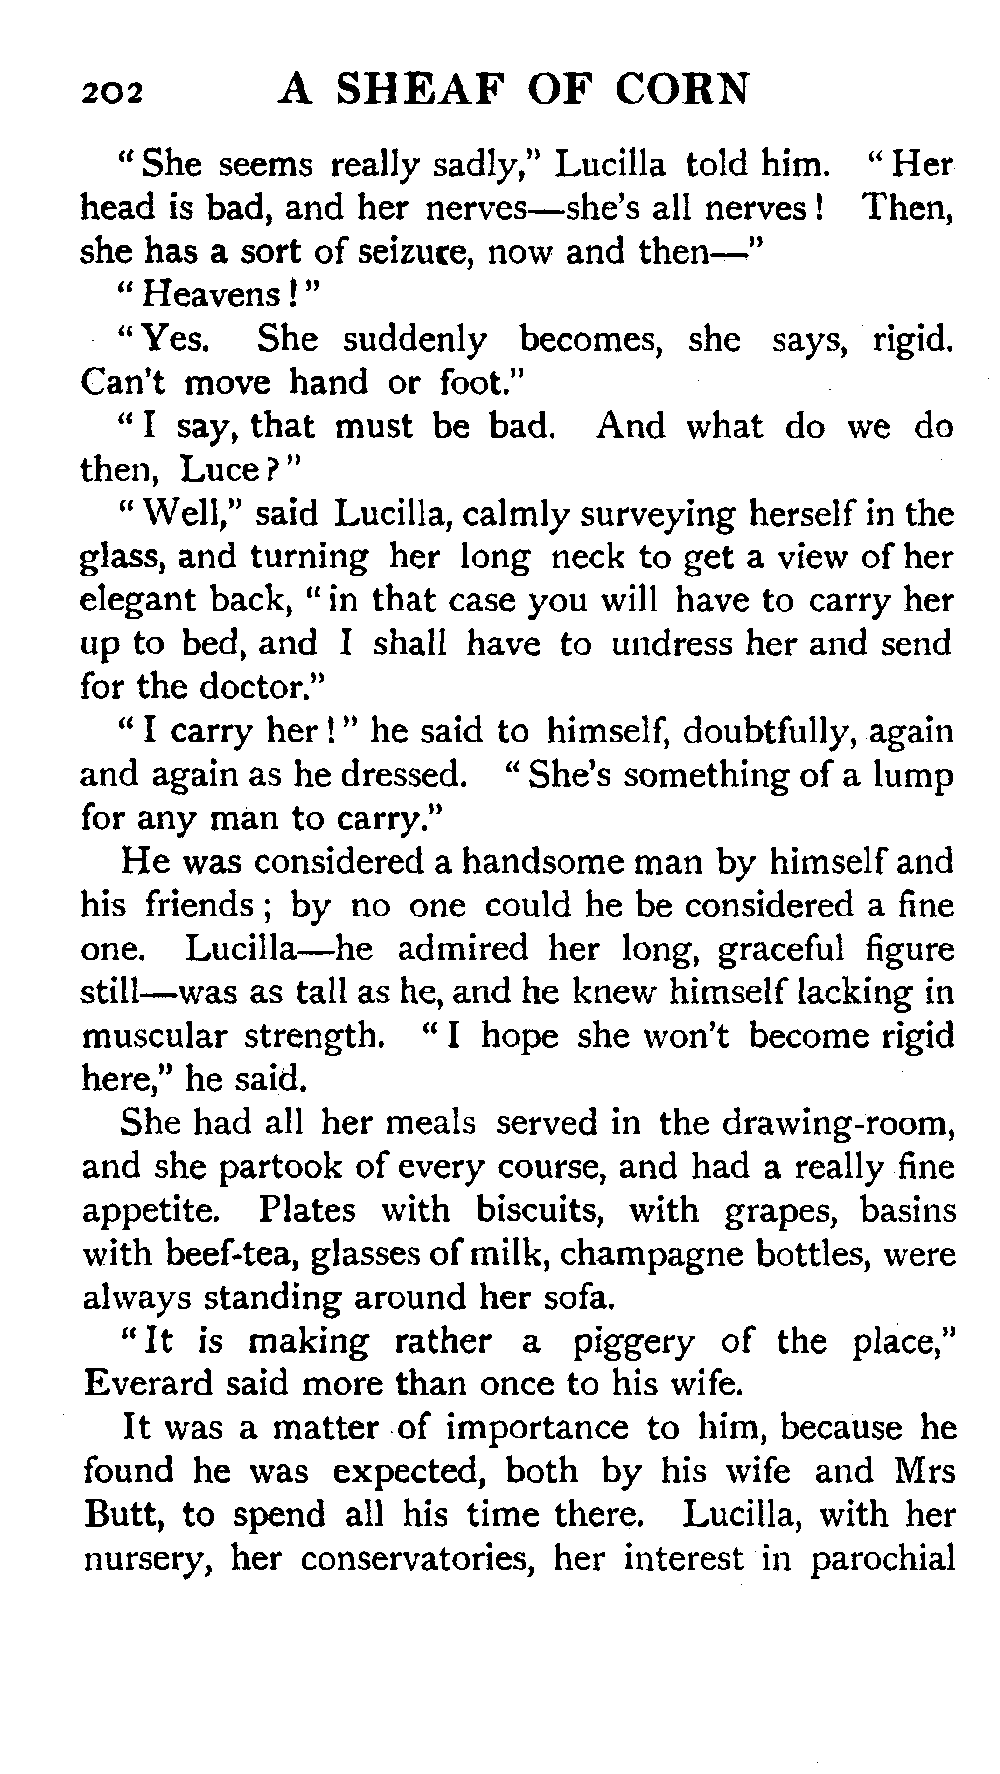 202 A SHEAF OF CORN
“She seems really sadly,” Lucilla told him. “Her
head is bad, and her nerves—she’s all nerves! Then,
she has a sort of seizure, now and then—”
“Heavens!”
“Yes. She suddenly becomes, she says, rigid.
Can’t move hand or foot.”
“I say, that must be bad. And what do we do
then, Luce?”
“Well,” said Lucilla, calmly surveying herself in the
glass, and turning her long neck to get a view of her
elegant back, “in that case you will have to carry her
up to bed, and I shall have to undress her and send
for the doctor.”
“I carry her!” he said to himself, doubtfully, again
and again as he dressed. “She’s something of a lump
for any man to carry.”
He was considered a handsome man by himself and
his friends; by no one could he be considered a fine
one. Lucilla—he admired her long, graceful figure
still—was as tall as he, and he knew himself lacking in
muscular strength. “I hope she won’t become rigid
here,” he said.
She had all her meals served in the drawing-room,
and she partook of every course, and had a really fine
appetite. Plates with biscuits, with grapes, basins
with beef-tea, glasses of milk, champagne bottles, were
always standing around her sofa.
“It is making rather a piggery of the place,”
Everard said more than once to his wife.
It was a matter of importance to him, because he
found he was expected, both by his wife and Mrs
Butt, to spend all his time there. Lucilla, with her
nursery, her conservatories, her interest in parochial